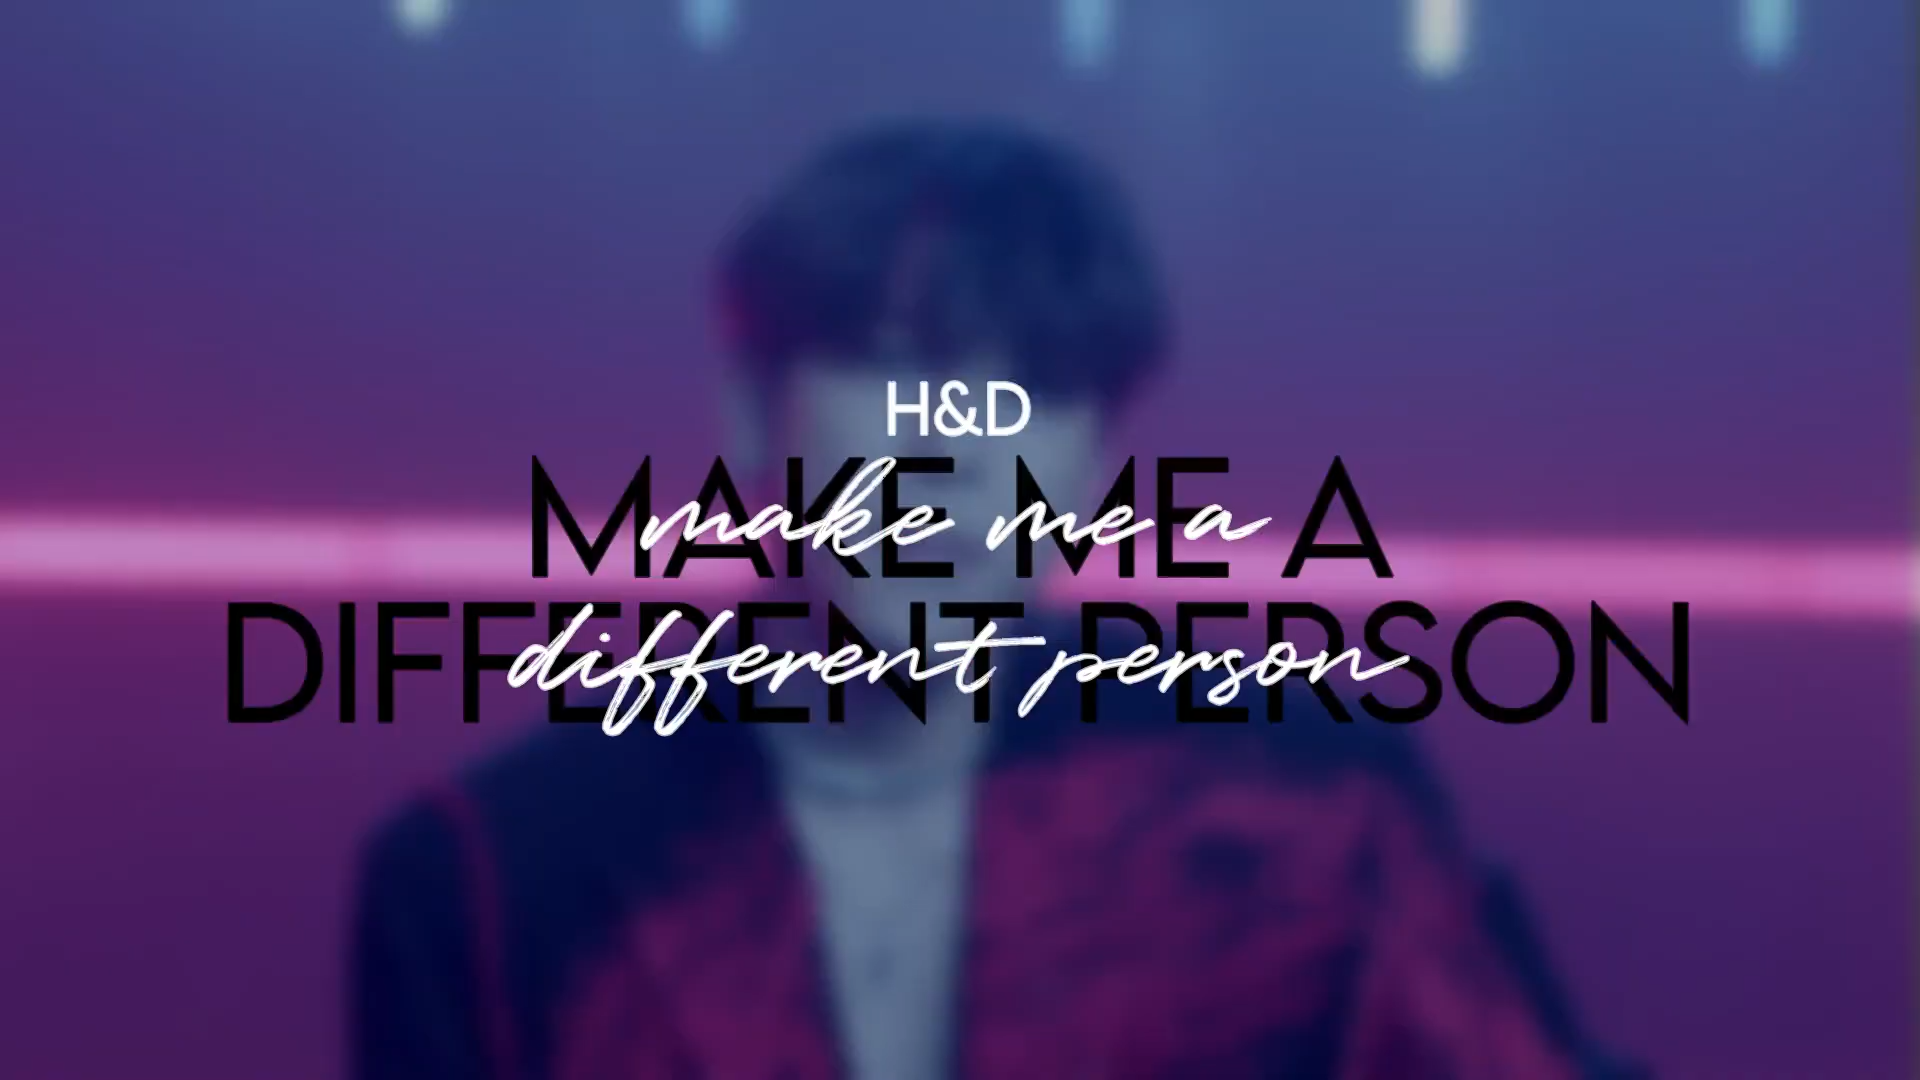 H&D
MAKE ME A
make me a
DIFFERENT PERSON
different person